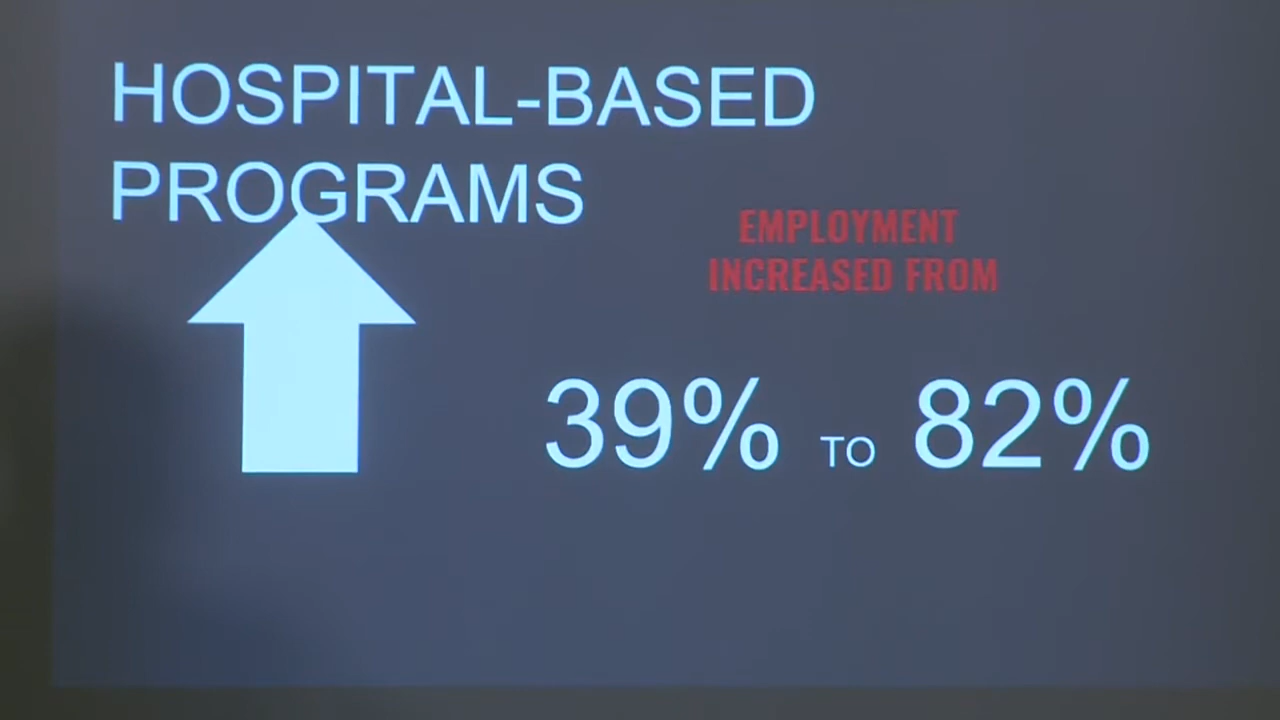 HOSPITAL-BASED
PROGRAMS
EMPLOYMENT
INCREASED FROM
39% TO 82%